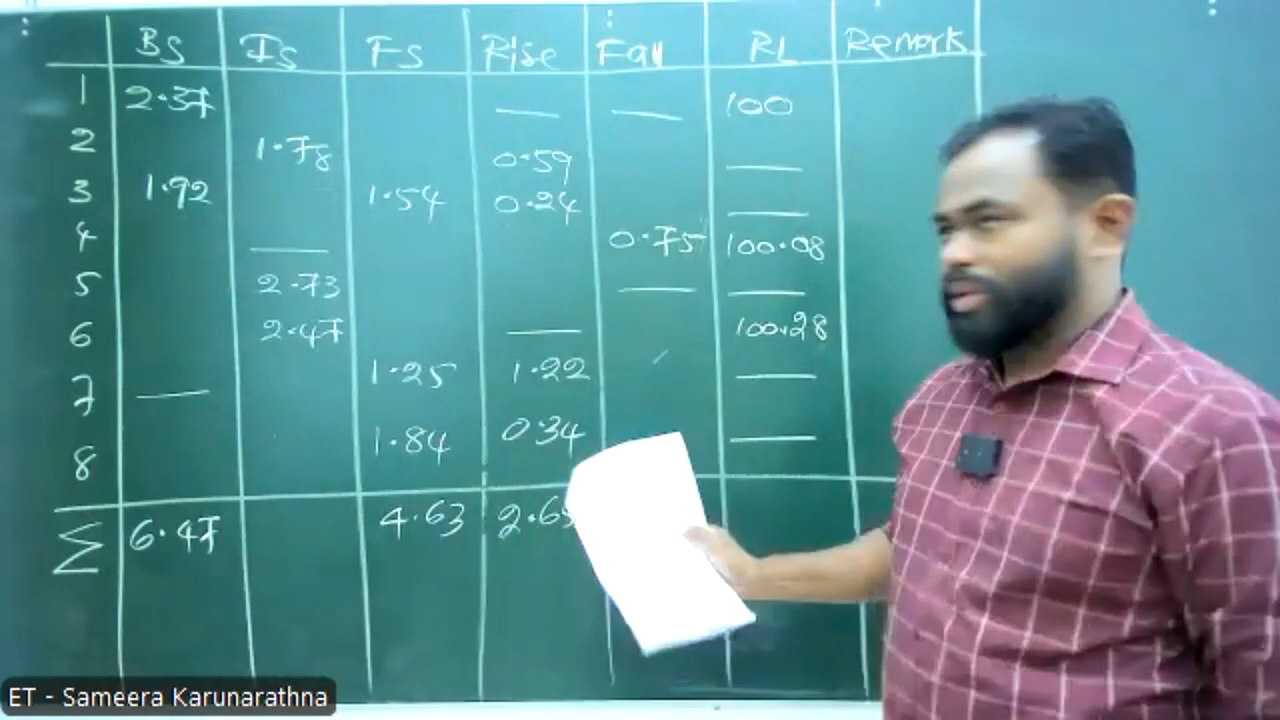 BS IS FS Rise Fall RL Remark
1 2.37 — — 100
2 1.78 0.59 —
3 1.92 1.54 0.24 —
4 — 0.75 100.08
5 2.73 — —
6 2.47 — 100.28
7 — 1.25 1.22 —
8 1.84 0.34 —
Σ 6.47 4.63
ET - Sameera Karunarathna